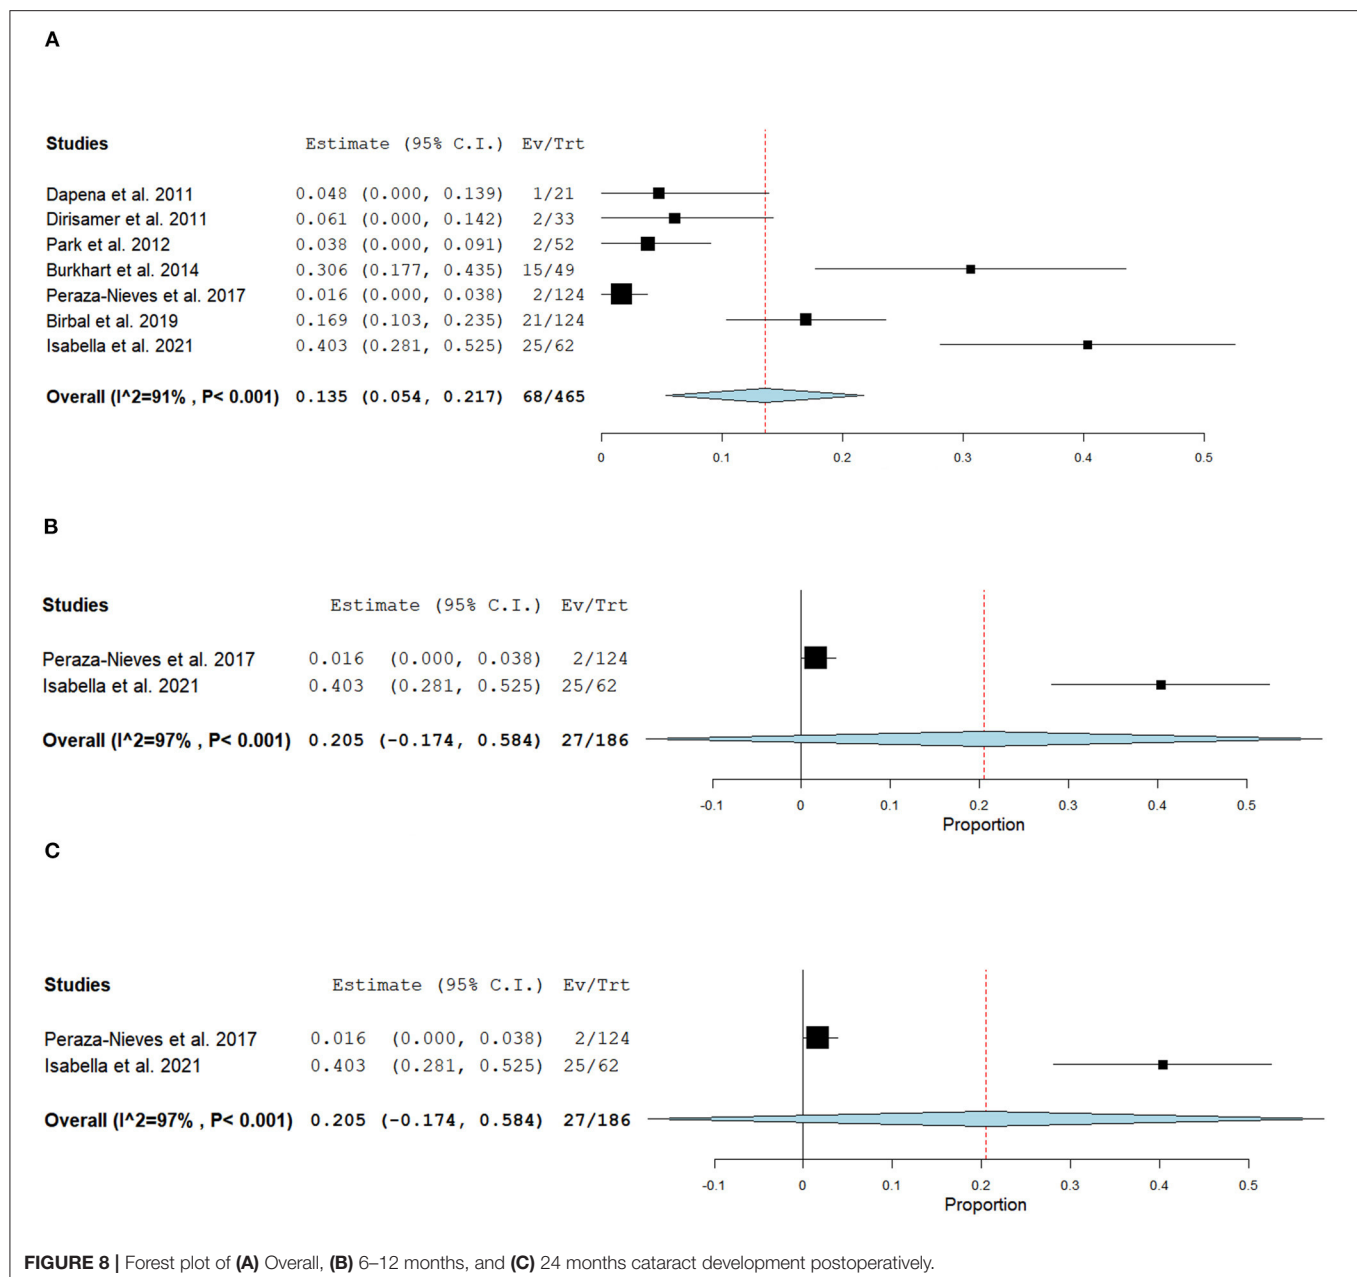 A
Studies Estimate (95% C.I.) Ev/Trt
Dapena et al. 2011 0.048 (0.000, 0.139) 1/21
Dirisamer et al. 2011 0.061 (0.000, 0.142) 2/33
Park et al. 2012 0.038 (0.000, 0.091) 2/52
Burkhart et al. 2014 0.306 (0.177, 0.435) 15/49
Peraza-Nieves et al. 2017 0.016 (0.000, 0.038) 2/124
Birbal et al. 2019 0.169 (0.103, 0.235) 21/124
Isabella et al. 2021 0.403 (0.281, 0.525) 25/62
Overall (I^2=91% , P< 0.001) 0.135 (0.054, 0.217) 68/465
0 0.1 0.2 0.3 0.4 0.5
B
Studies Estimate (95% C.I.) Ev/Trt
Peraza-Nieves et al. 2017 0.016 (0.000, 0.038) 2/124
Isabella et al. 2021 0.403 (0.281, 0.525) 25/62
Overall (I^2=97% , P< 0.001) 0.205 (-0.174, 0.584) 27/186
-0.1 0 0.1 0.2 0.3 0.4 0.5
Proportion
C
Studies Estimate (95% C.I.) Ev/Trt
Peraza-Nieves et al. 2017 0.016 (0.000, 0.038) 2/124
Isabella et al. 2021 0.403 (0.281, 0.525) 25/62
Overall (I^2=97% , P< 0.001) 0.205 (-0.174, 0.584) 27/186
-0.1 0 0.1 0.2 0.3 0.4 0.5
Proportion
FIGURE 8 | Forest plot of (A) Overall, (B) 6–12 months, and (C) 24 months cataract development postoperatively.